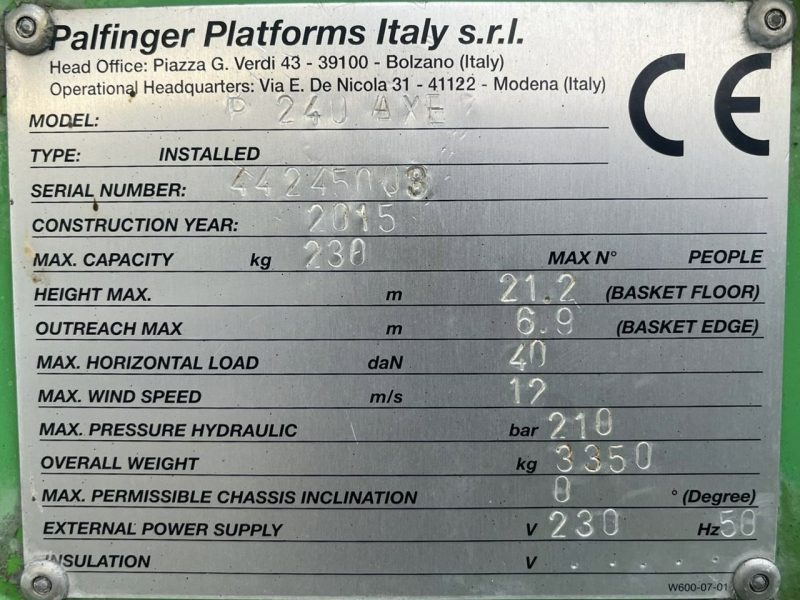 Palfinger Platforms Italy s.r.l.
Head Office: Piazza G. Verdi 43 - 39100 - Bolzano (Italy)
Operational Headquarters: Via E. De Nicola 31 - 41122 - Modena (Italy)
CE
MODEL: P 240 AXE
TYPE: INSTALLED
SERIAL NUMBER: 44245008
CONSTRUCTION YEAR: 2015
MAX. CAPACITY kg 230 MAX N° PEOPLE
HEIGHT MAX. m 21.2 (BASKET FLOOR)
OUTREACH MAX m 6.9 (BASKET EDGE)
MAX. HORIZONTAL LOAD daN 40
MAX. WIND SPEED m/s 12
MAX. PRESSURE HYDRAULIC bar 210
OVERALL WEIGHT kg 3350
MAX. PERMISSIBLE CHASSIS INCLINATION 0 ° (Degree)
EXTERNAL POWER SUPPLY V 230 Hz 50
INSULATION V . . . . . .
W600-07-01